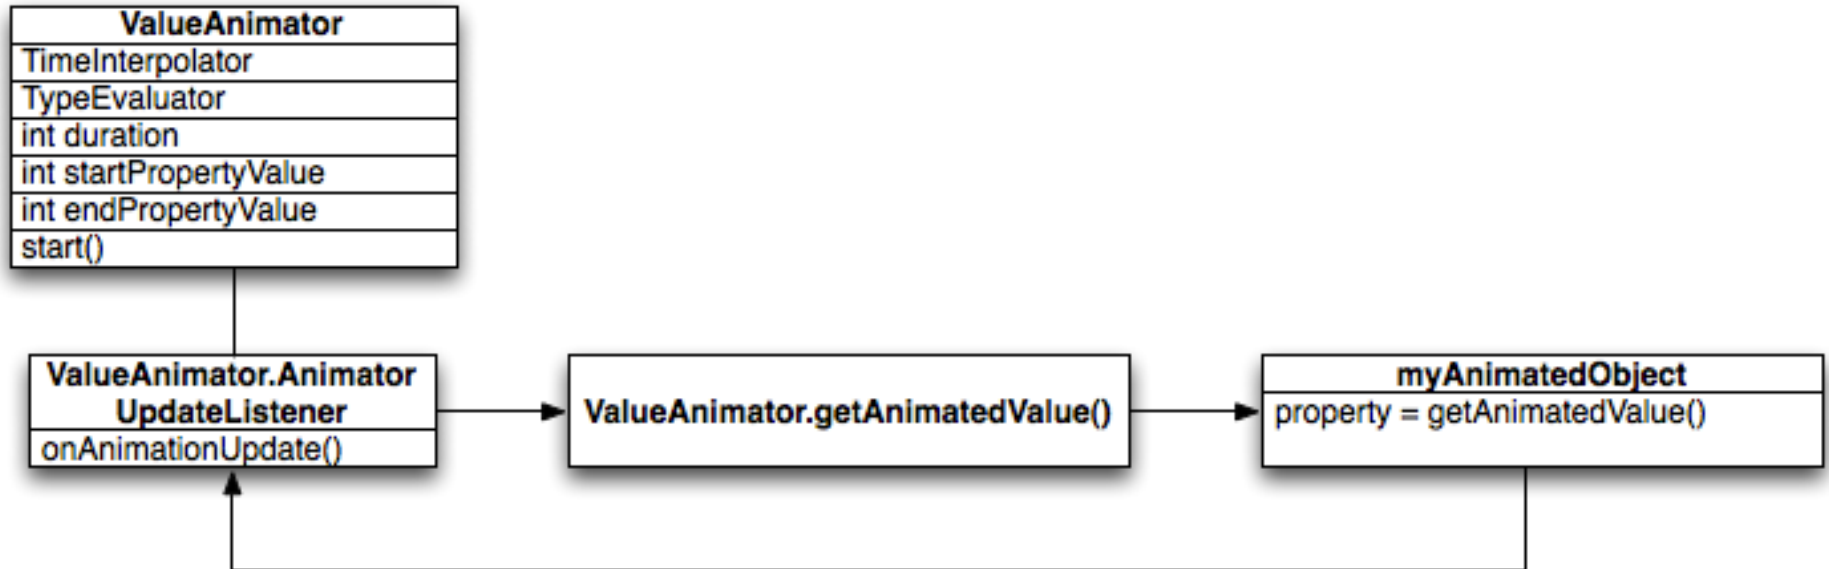 ValueAnimator
TimeInterpolator
TypeEvaluator
int duration
int startPropertyValue
int endPropertyValue
start()
ValueAnimator.Animator
UpdateListener
onAnimationUpdate()
ValueAnimator.getAnimatedValue()
myAnimatedObject
property = getAnimatedValue()